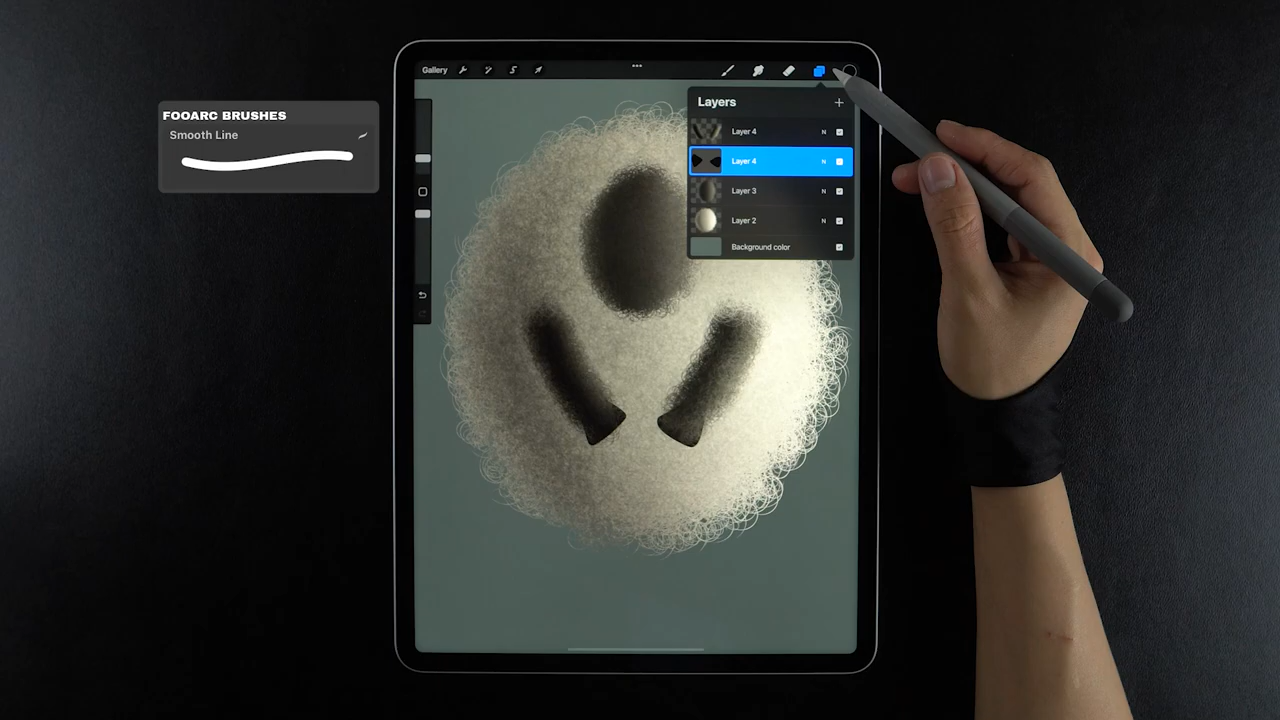 FOOARC BRUSHES
Smooth Line
Gallery
Layers
Layer 4 N
Layer 4 N
Layer 3 N
Layer 2 N
Background color